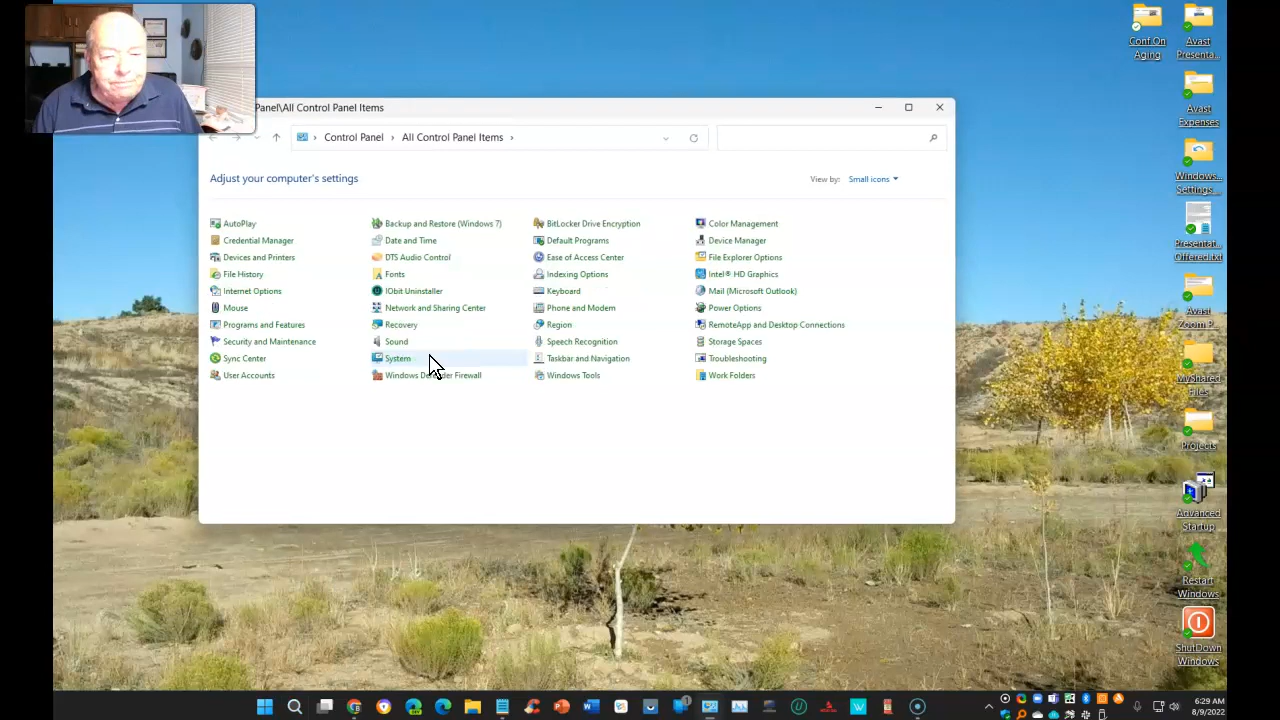 Panel\All Control Panel Items
Control Panel > All Control Panel Items >
Adjust your computer's settings
View by: Small icons
AutoPlay
Backup and Restore (Windows 7)
BitLocker Drive Encryption
Color Management
Credential Manager
Date and Time
Default Programs
Device Manager
Devices and Printers
DTS Audio Control
Ease of Access Center
File Explorer Options
File History
Fonts
Indexing Options
Intel® HD Graphics
Internet Options
IObit Uninstaller
Keyboard
Mail (Microsoft Outlook)
Mouse
Network and Sharing Center
Phone and Modem
Power Options
Programs and Features
Recovery
Region
RemoteApp and Desktop Connections
Security and Maintenance
Sound
Speech Recognition
Storage Spaces
Sync Center
System
Taskbar and Navigation
Troubleshooting
User Accounts
Windows Defender Firewall
Windows Tools
Work Folders
Conf On
Aging
Avast
Presenta...
Avast
Expenses
Windows...
Settings...
Presentat...
Offered.txt
Avast
Zoom P...
MyShared
Files
Projects
Advanced
Startup
Restart
Windows
ShutDown
Windows
6:29 AM
8/9/2022